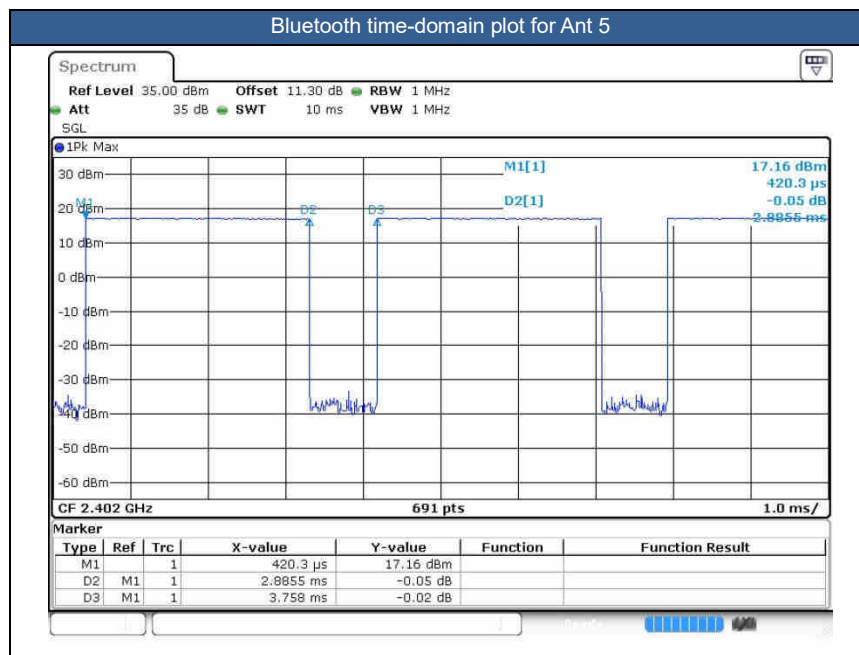 Bluetooth time-domain plot for Ant 5
Spectrum
Ref Level 35.00 dBm Offset 11.30 dB RBW 1 MHz
Att 35 dB SWT 10 ms VBW 1 MHz
SGL
1Pk Max
M1[1] 17.16 dBm
420.3 µs
D2[1] -0.05 dB
2.8855 ms
30 dBm
M1
20 dBm
D2 D3
10 dBm
0 dBm
-10 dBm
-20 dBm
-30 dBm
-40 dBm
-50 dBm
-60 dBm
CF 2.402 GHz 691 pts 1.0 ms/
Marker
Type Ref Trc X-value Y-value Function Function Result
M1 1 420.3 µs 17.16 dBm
D2 M1 1 2.8855 ms -0.05 dB
D3 M1 1 3.758 ms -0.02 dB